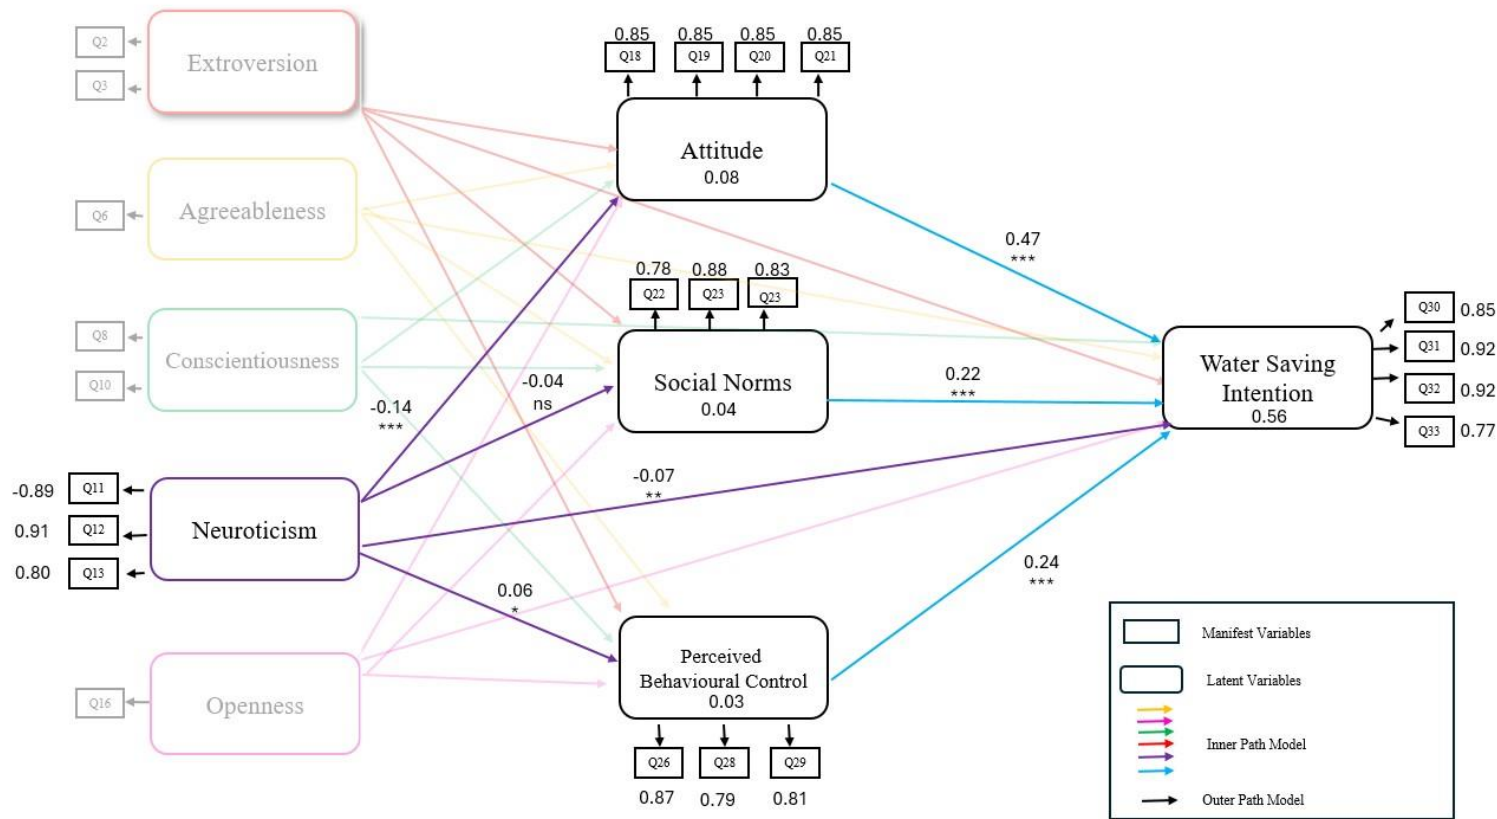 Q2
Q3
Extroversion
Q6
Agreeableness
Q8
Q10
Conscientiousness
-0.89
Q11
0.91
Q12
0.80
Q13
Neuroticism
Q16
Openness
0.85
0.85
0.85
0.85
Q18
Q19
Q20
Q21
Attitude
0.08
0.78
0.88
0.83
Q22
Q23
Q23
Social Norms
0.04
Perceived
Behavioural Control
0.03
Q26
Q28
Q29
0.87
0.79
0.81
-0.14
***
-0.04
ns
-0.07
**
0.06
*
0.47
***
0.22
***
0.24
***
Water Saving
Intention
0.56
Q30
0.85
Q31
0.92
Q32
0.92
Q33
0.77
Manifest Variables
Latent Variables
Inner Path Model
Outer Path Model